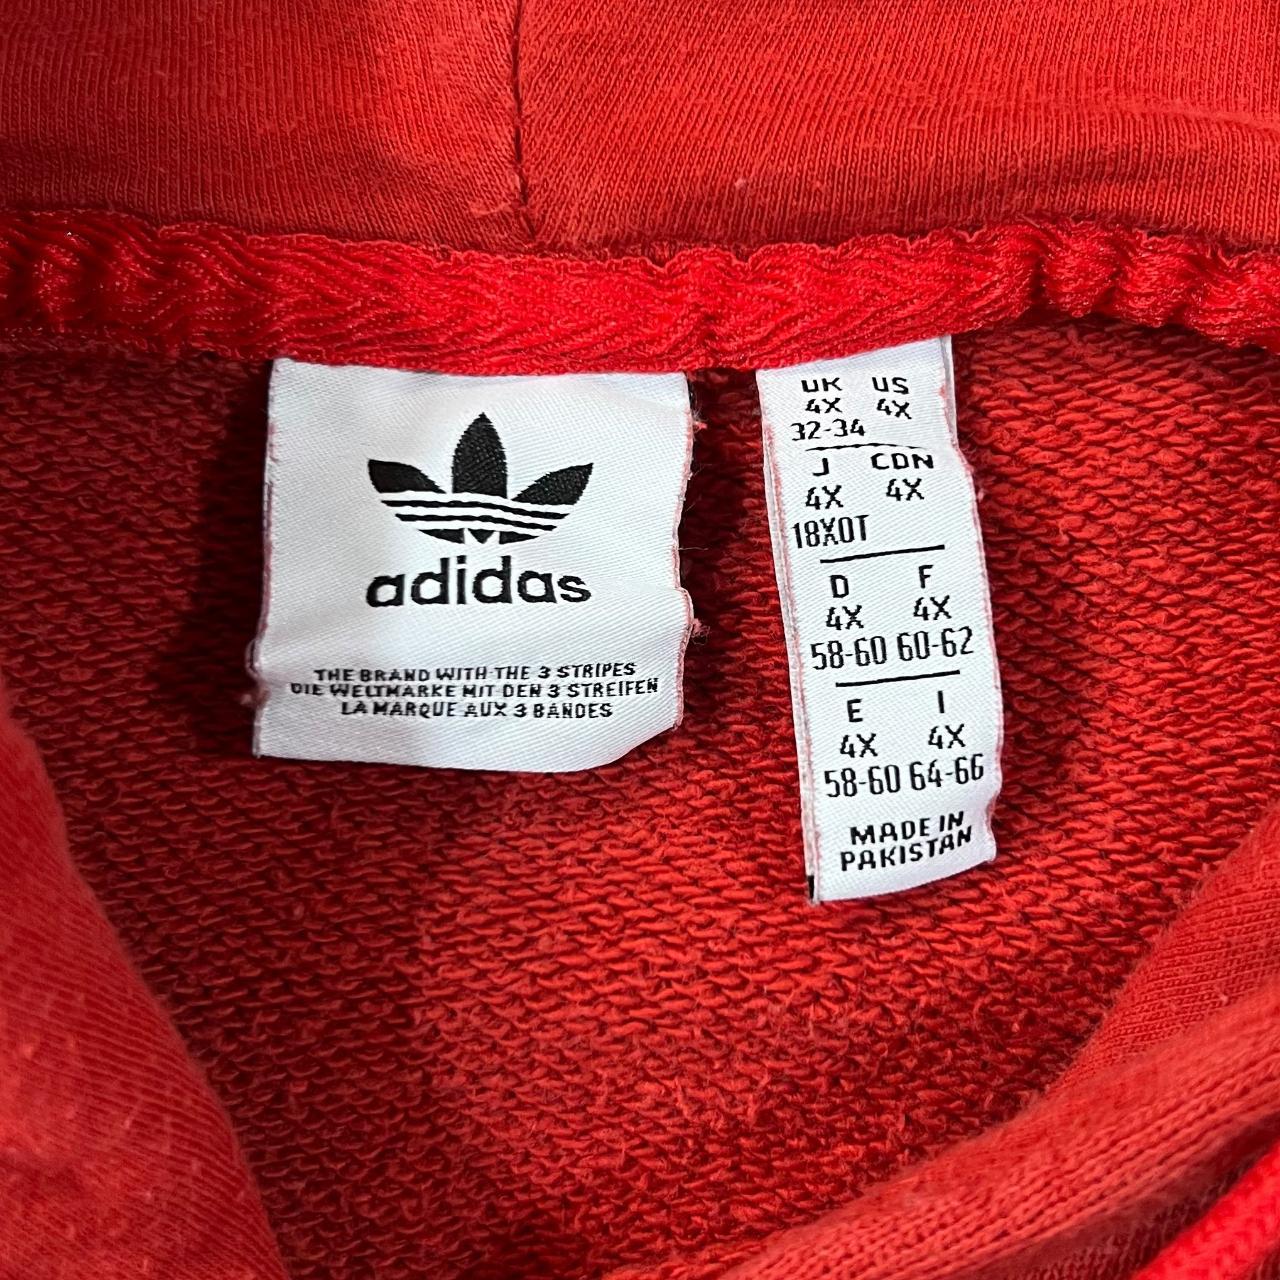 adidas
THE BRAND WITH THE 3 STRIPES
DIE WELTMARKE MIT DEN 3 STREIFEN
LA MARQUE AUX 3 BANDES
UK US
4X 4X
32-34
J CDN
4X 4X
18XOT
D F
4X 4X
58-60 60-62
E I
4X 4X
58-60 64-66
MADE IN
PAKISTAN